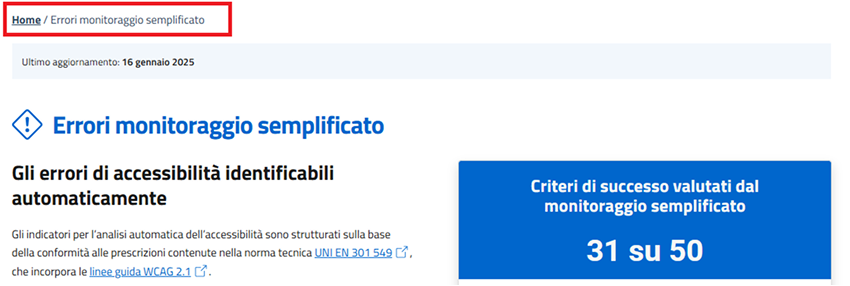 Home / Errori monitoraggio semplificato
Ultimo aggiornamento: 16 gennaio 2025
Errori monitoraggio semplificato
Gli errori di accessibilità identificabili
automaticamente
Gli indicatori per l'analisi automatica dell'accessibilità sono strutturati sulla base
della conformità alle prescrizioni contenute nella norma tecnica UNI EN 301 549 ,
che incorpora le linee guida WCAG 2.1 .
Criteri di successo valutati dal
monitoraggio semplificato
31 su 50